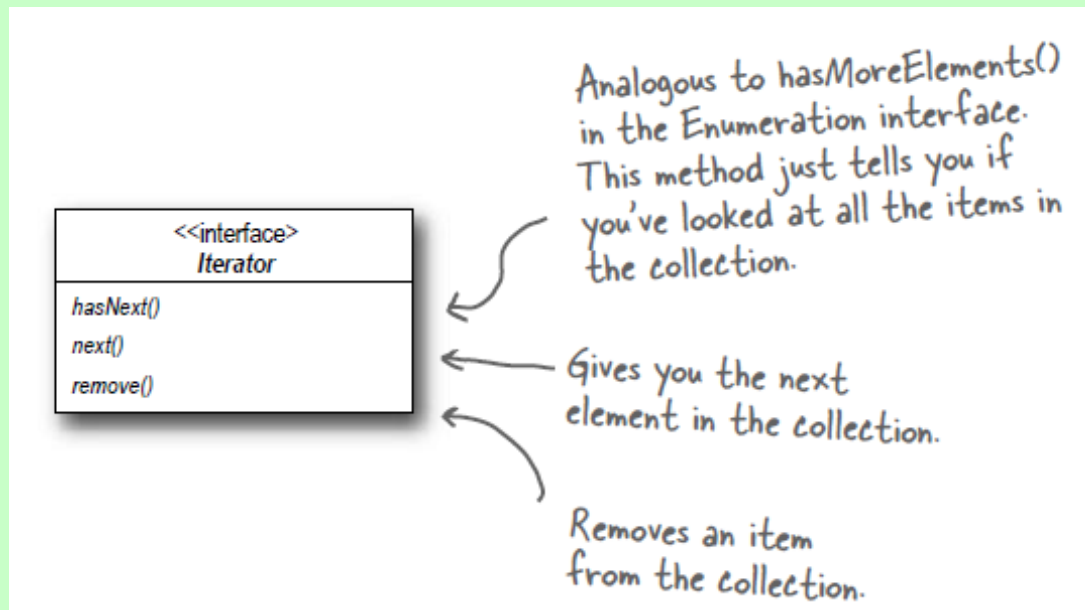 Analogous to hasMoreElements()
in the Enumeration interface.
This method just tells you if
you've looked at all the items in
the collection.
<<interface>
Iterator
hasNext()
next()
remove()
Gives you the next
element in the collection.
Removes an item
from the collection.